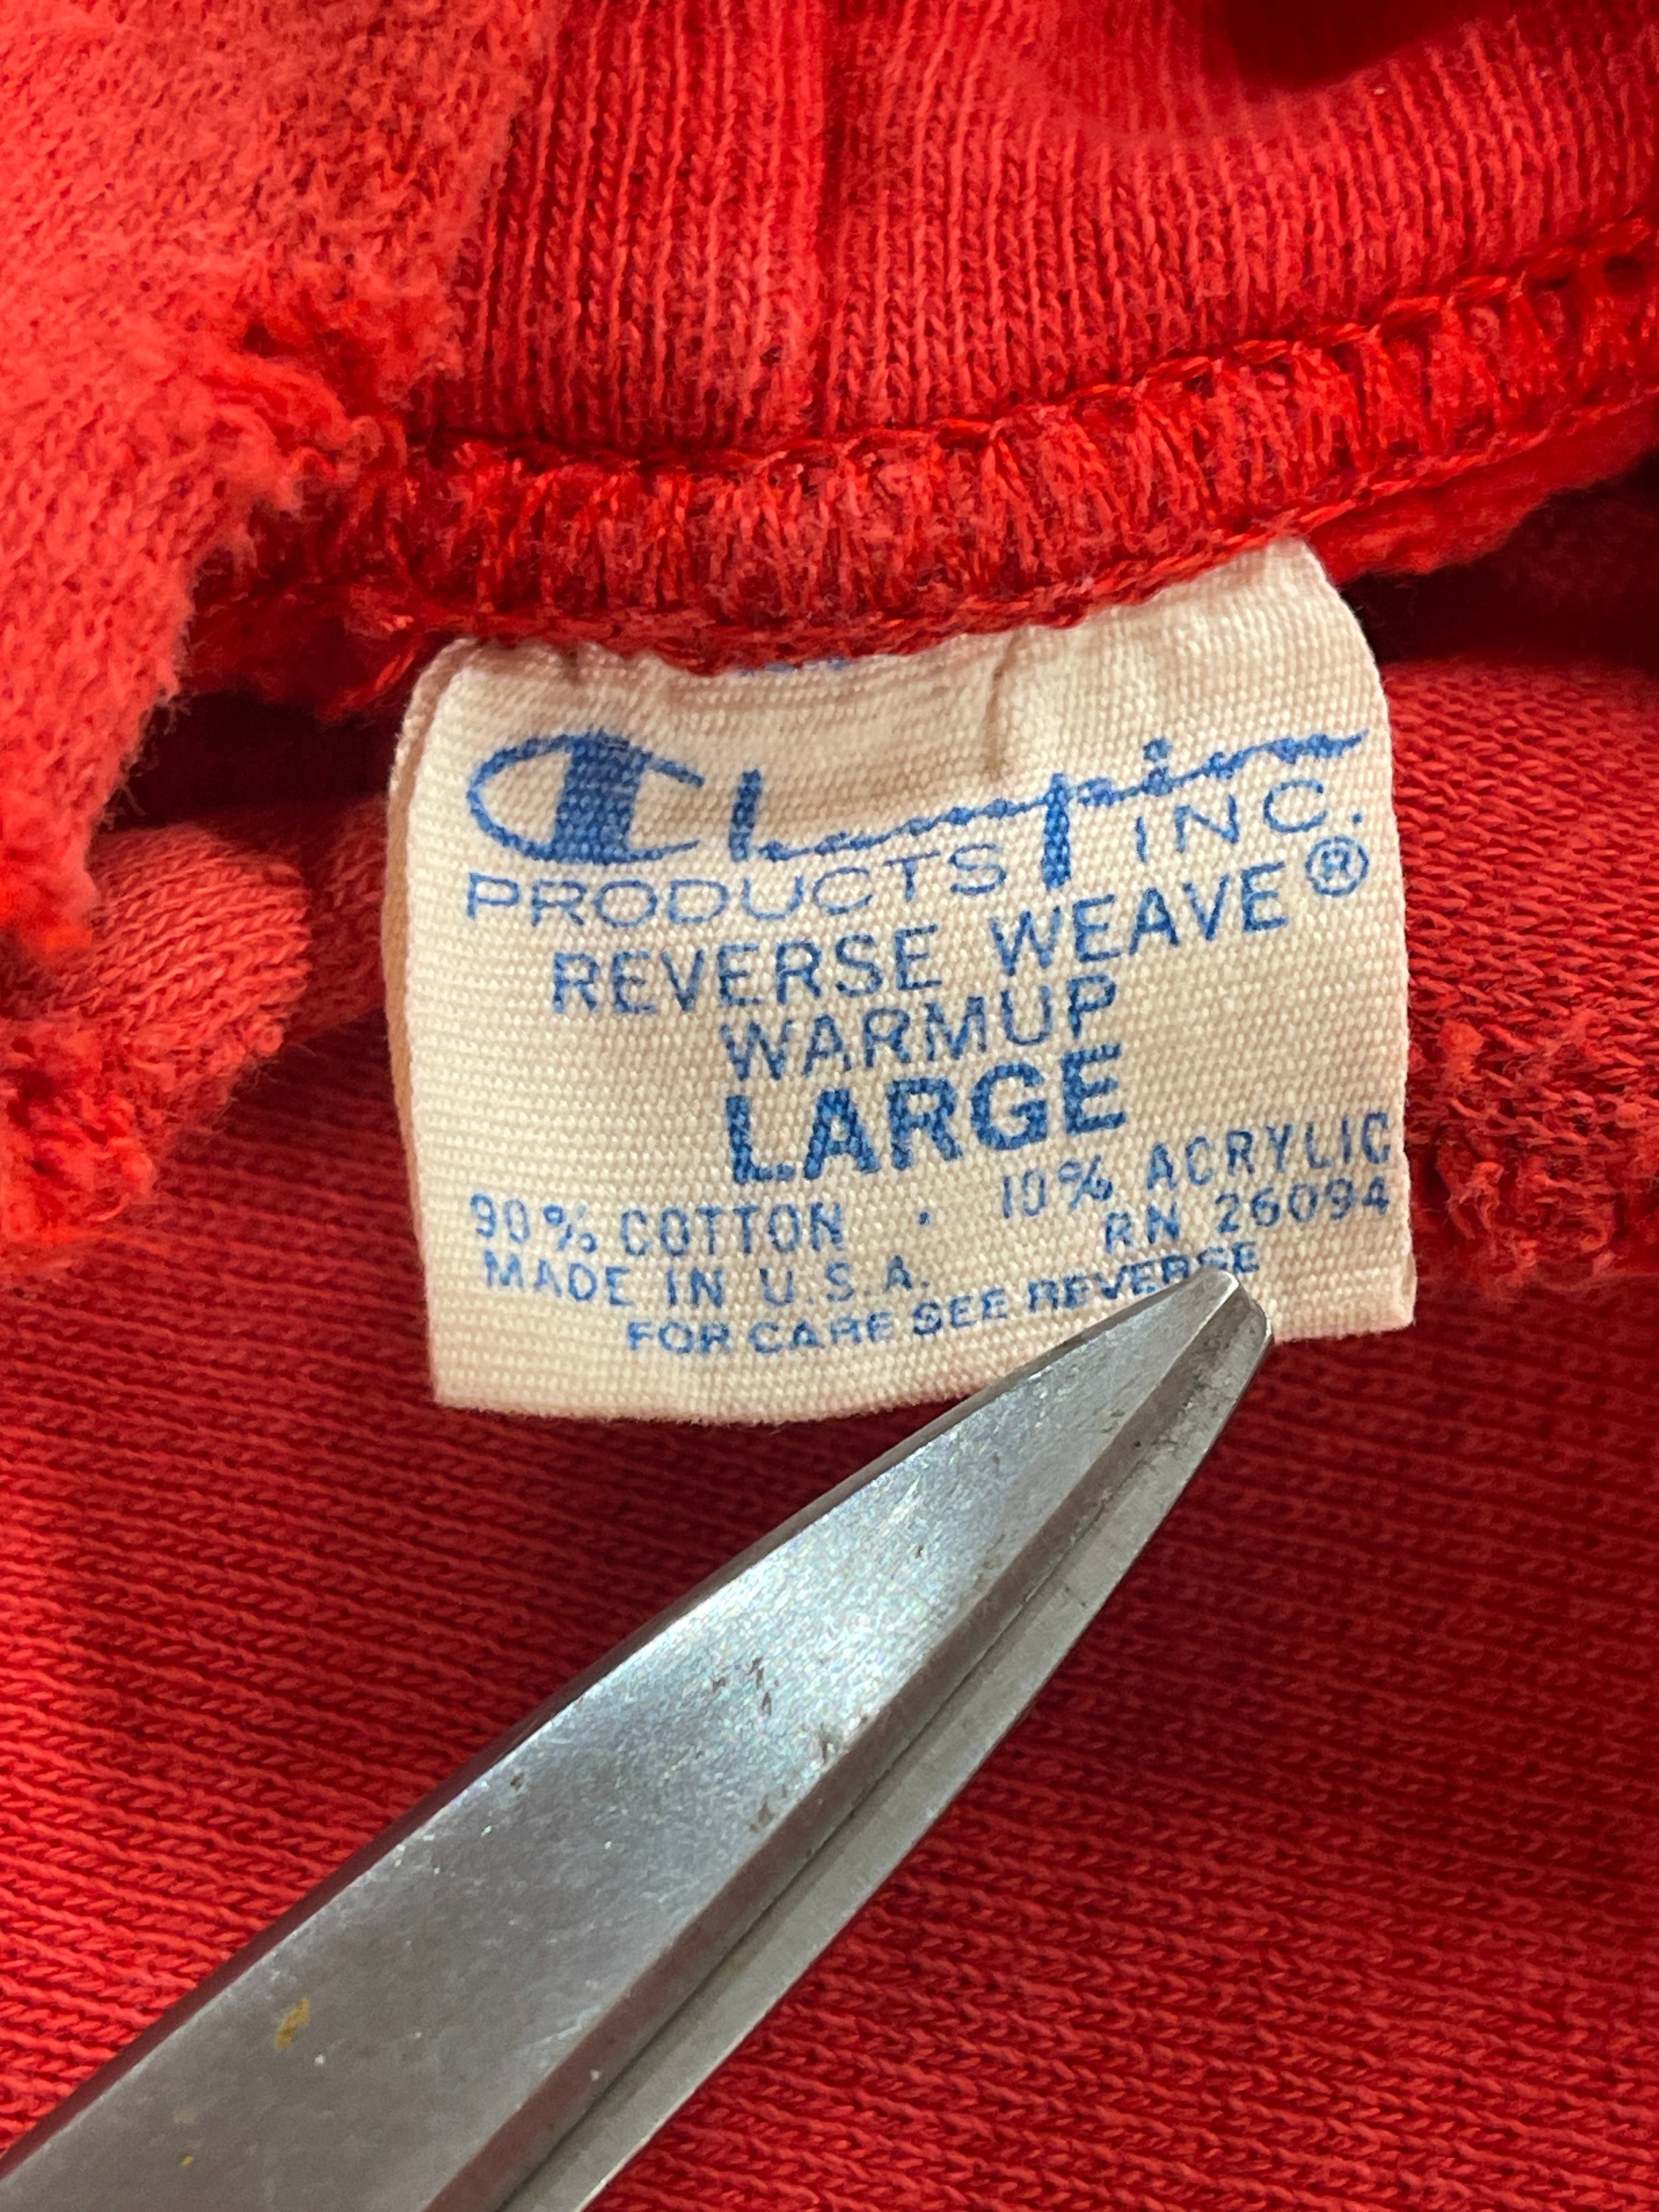 Champion
PRODUCTS INC.
REVERSE WEAVE®
WARMUP
LARGE
90% COTTON · 10% ACRYLIC
MADE IN U.S.A. RN 26094
FOR CARE SEE REVERSE